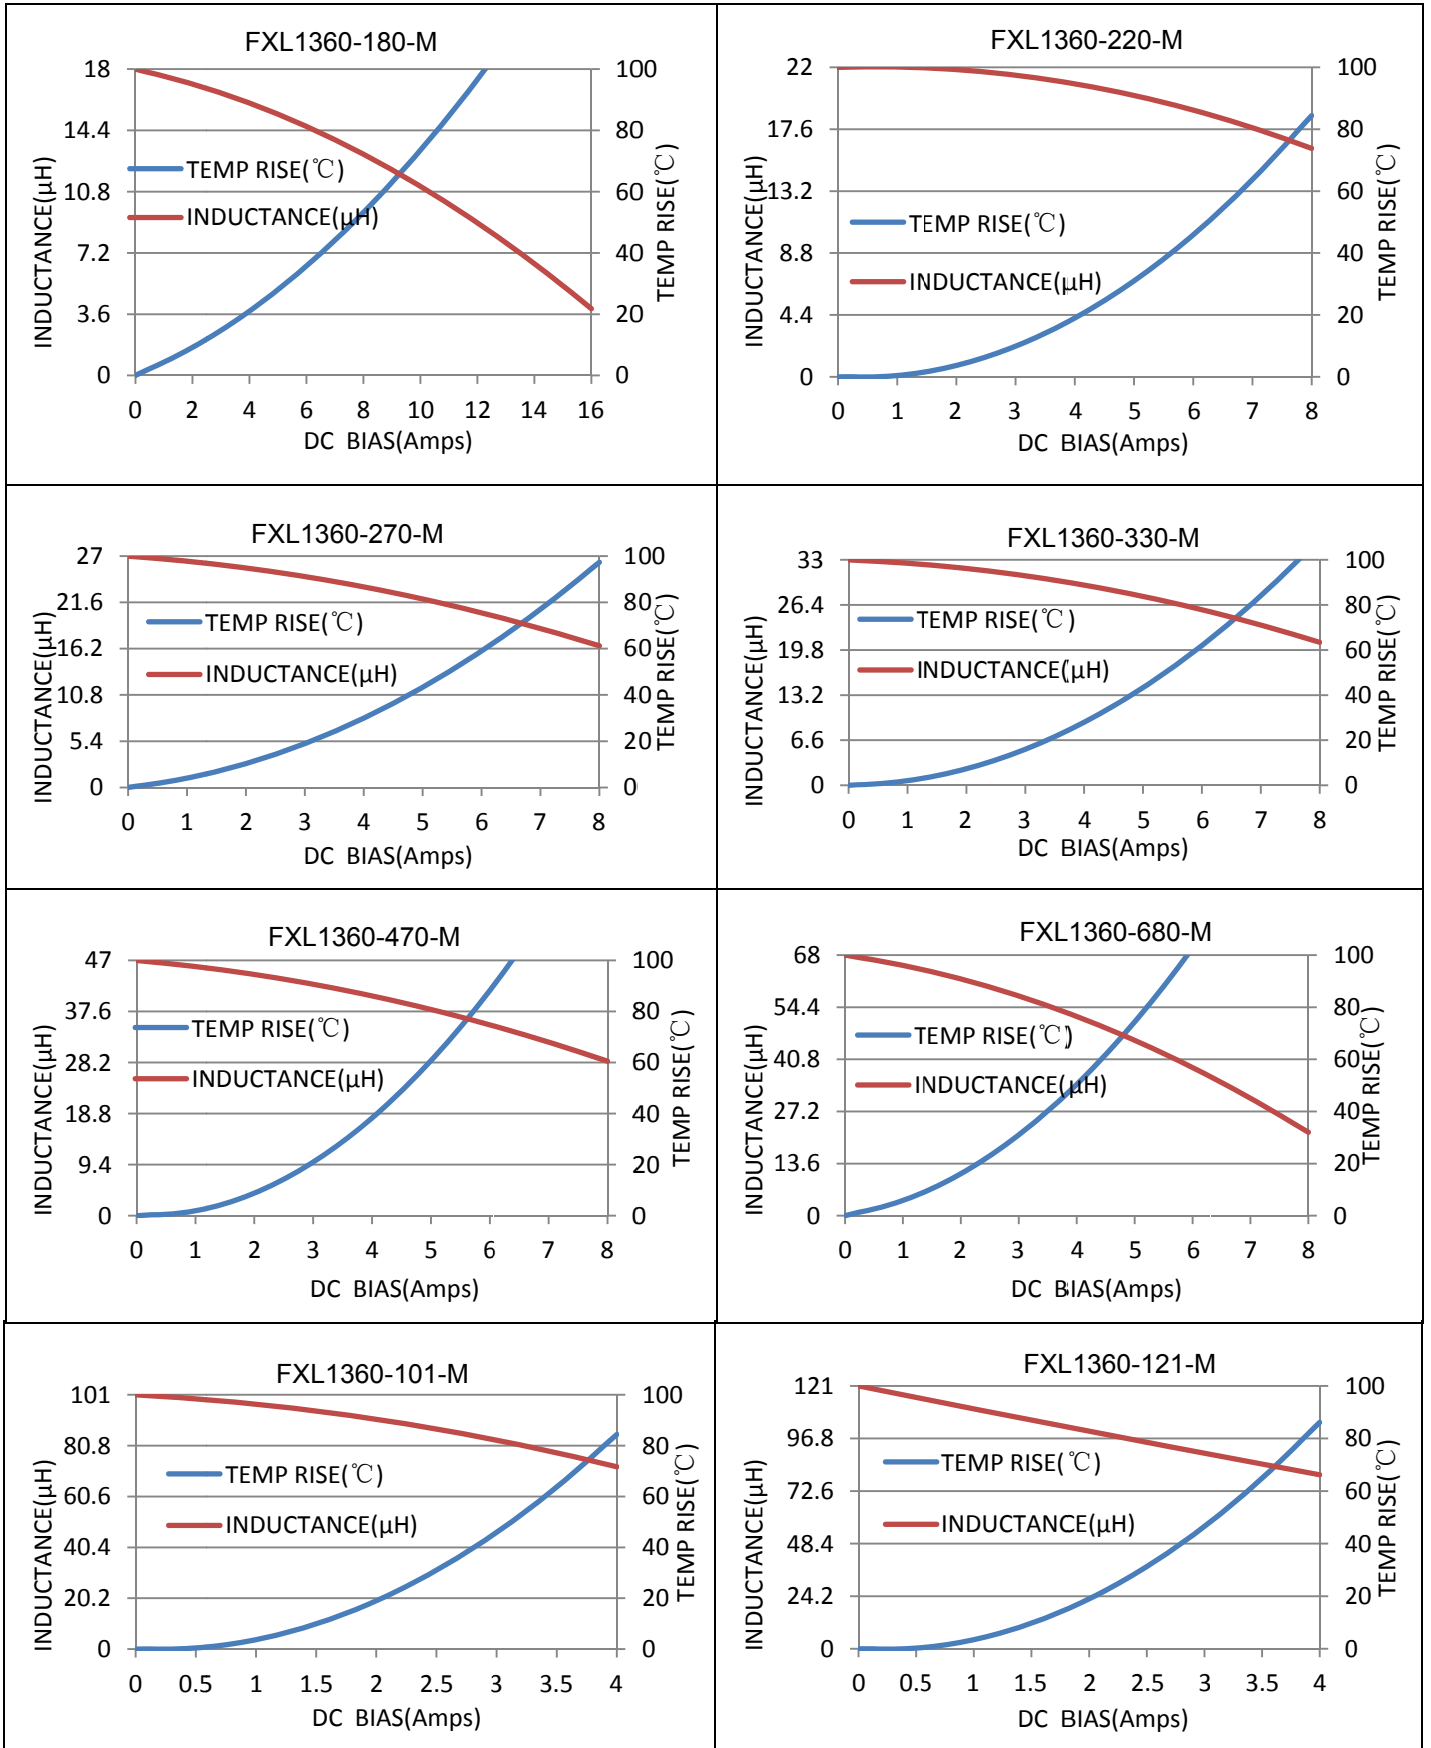 FXL1360-180-M
INDUCTANCE(μH)
18
14.4
10.8
7.2
3.6
0
TEMP RISE(℃)
INDUCTANCE(μH)
100
80
60
40
20
0
TEMP RISE(℃)
0 2 4 6 8 10 12 14 16
DC BIAS(Amps)
FXL1360-220-M
INDUCTANCE(μH)
22
17.6
13.2
8.8
4.4
0
TEMP RISE(℃)
INDUCTANCE(μH)
100
80
60
40
20
0
TEMP RISE(℃)
0 1 2 3 4 5 6 7 8
DC BIAS(Amps)
FXL1360-270-M
INDUCTANCE(μH)
27
21.6
16.2
10.8
5.4
0
TEMP RISE(℃)
INDUCTANCE(μH)
100
80
60
40
20
0
TEMP RISE(℃)
0 1 2 3 4 5 6 7 8
DC BIAS(Amps)
FXL1360-330-M
INDUCTANCE(μH)
33
26.4
19.8
13.2
6.6
0
TEMP RISE(℃)
INDUCTANCE(μH)
100
80
60
40
20
0
TEMP RISE(℃)
0 1 2 3 4 5 6 7 8
DC BIAS(Amps)
FXL1360-470-M
INDUCTANCE(μH)
47
37.6
28.2
18.8
9.4
0
TEMP RISE(℃)
INDUCTANCE(μH)
100
80
60
40
20
0
TEMP RISE(℃)
0 1 2 3 4 5 6 7 8
DC BIAS(Amps)
FXL1360-680-M
INDUCTANCE(μH)
68
54.4
40.8
27.2
13.6
0
TEMP RISE(℃)
INDUCTANCE(μH)
100
80
60
40
20
0
TEMP RISE(℃)
0 1 2 3 4 5 6 7 8
DC BIAS(Amps)
FXL1360-101-M
INDUCTANCE(μH)
101
80.8
60.6
40.4
20.2
0
TEMP RISE(℃)
INDUCTANCE(μH)
100
80
60
40
20
0
TEMP RISE(℃)
0 0.5 1 1.5 2 2.5 3 3.5 4
DC BIAS(Amps)
FXL1360-121-M
INDUCTANCE(μH)
121
96.8
72.6
48.4
24.2
0
TEMP RISE(℃)
INDUCTANCE(μH)
100
80
60
40
20
0
TEMP RISE(℃)
0 0.5 1 1.5 2 2.5 3 3.5 4
DC BIAS(Amps)